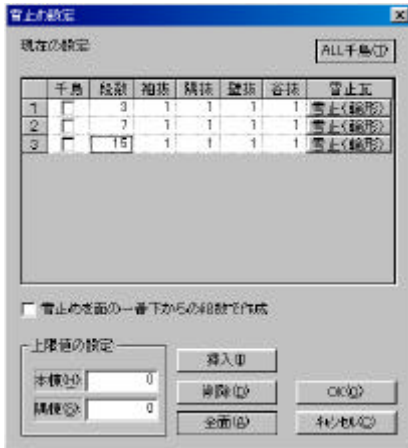 雪止の設定
現在の設定
ALL千鳥(T)
千鳥 段数 袖抜 隅抜 壁抜 谷抜 雪止瓦
1 3 1 1 1 1 雪止(輪形)
2 7 1 1 1 1 雪止(輪形)
3 15 1 1 1 1 雪止(輪形)
雪止めを面の一番下からの段数で作成
上限値の設定
本棟(H) 0
隅棟(S) 0
挿入(I)
削除(D)
全面(A)
OK(O)
キャンセル(C)